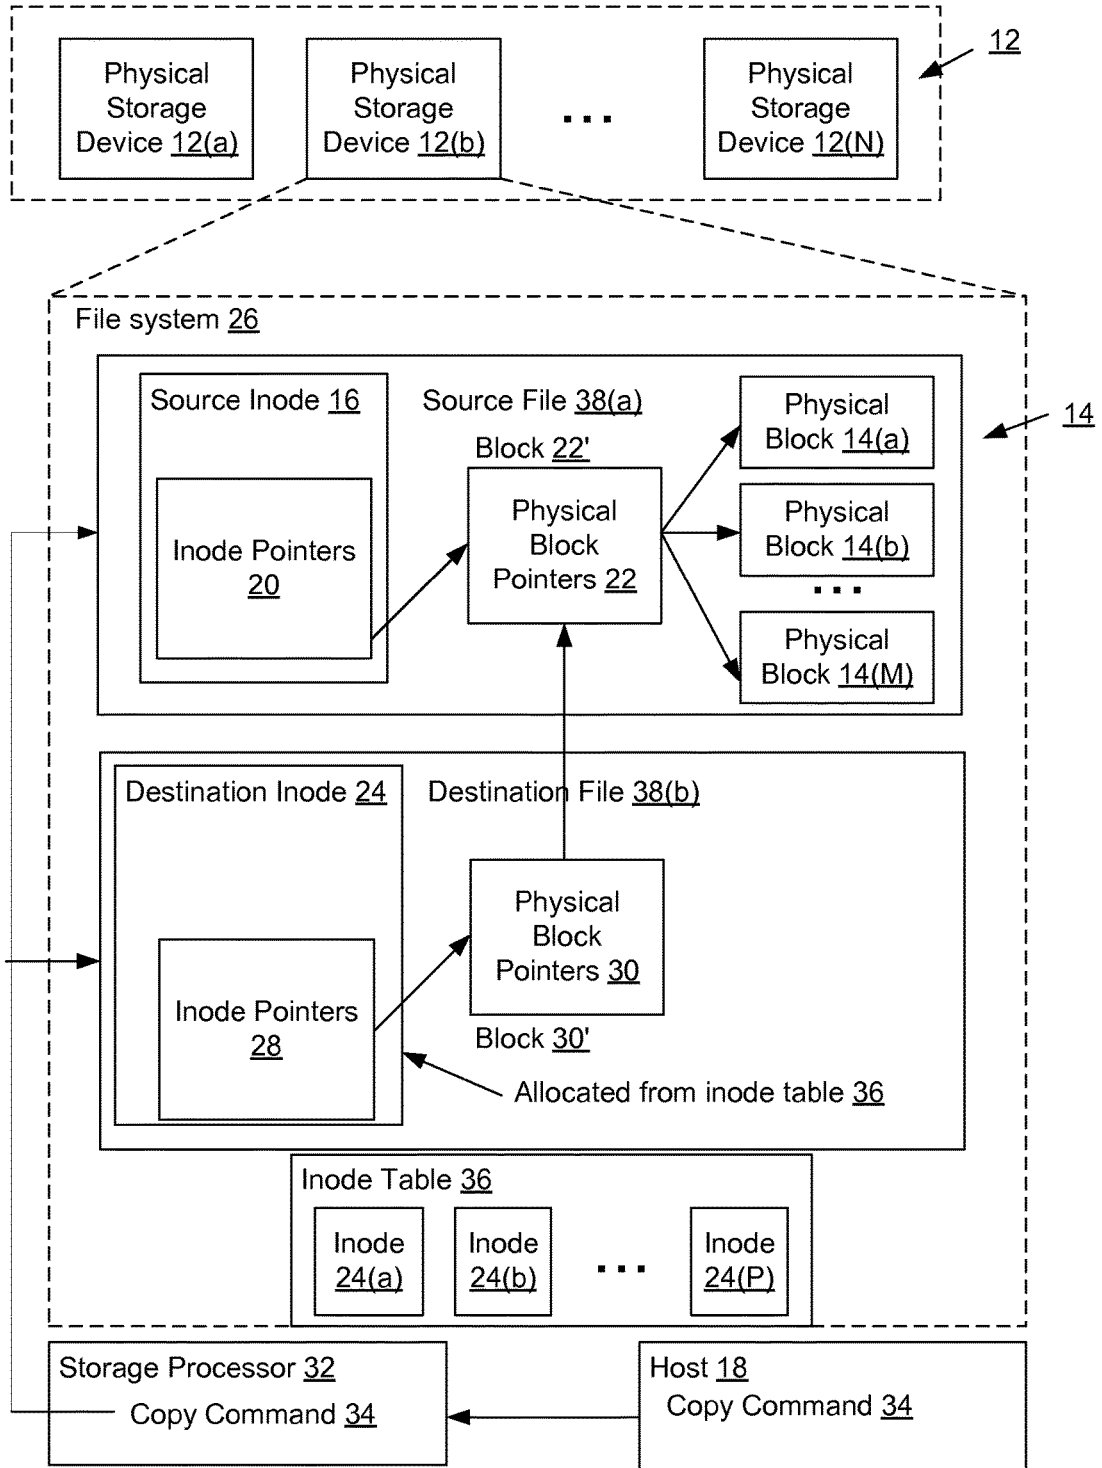 12
Physical
Storage
Device 12(a)
Physical
Storage
Device 12(b)
...
Physical
Storage
Device 12(N)
File system 26
Source Inode 16
Inode Pointers
20
Source File 38(a)
Block 22'
Physical
Block
Pointers 22
Physical
Block 14(a)
Physical
Block 14(b)
...
Physical
Block 14(M)
14
Destination Inode 24
Inode Pointers
28
Destination File 38(b)
Physical
Block
Pointers 30
Block 30'
Allocated from inode table 36
Inode Table 36
Inode
24(a)
Inode
24(b)
...
Inode
24(P)
Storage Processor 32
Copy Command 34
Host 18
Copy Command 34